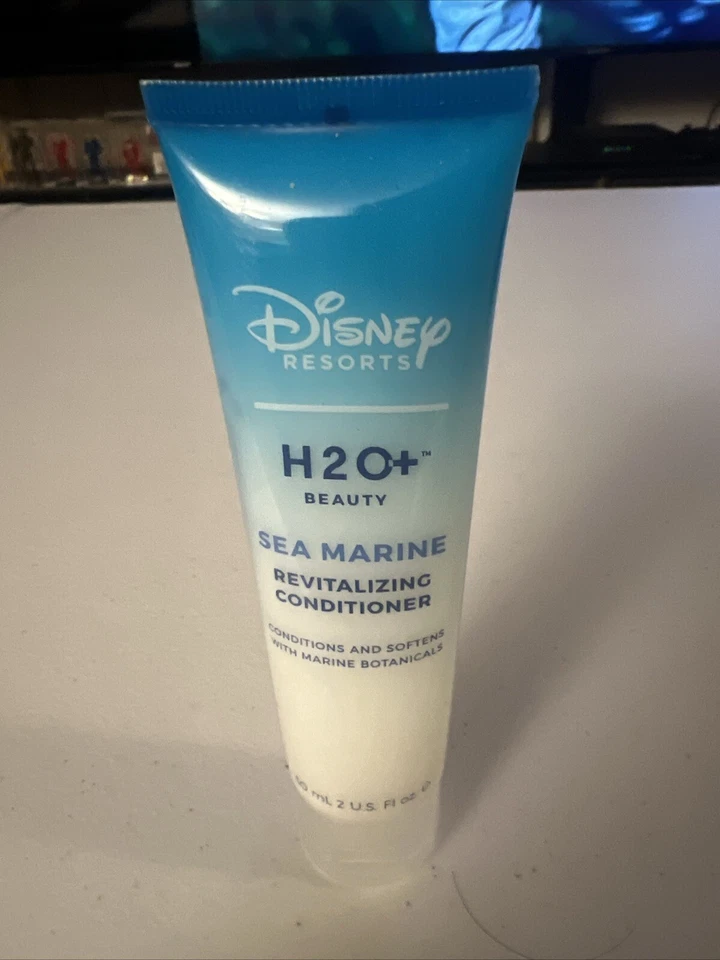 Disney
RESORTS
H2O+™
BEAUTY
SEA MARINE
REVITALIZING
CONDITIONER
CONDITIONS AND SOFTENS
WITH MARINE BOTANICALS
60 mL 2 U.S. Fl oz. e